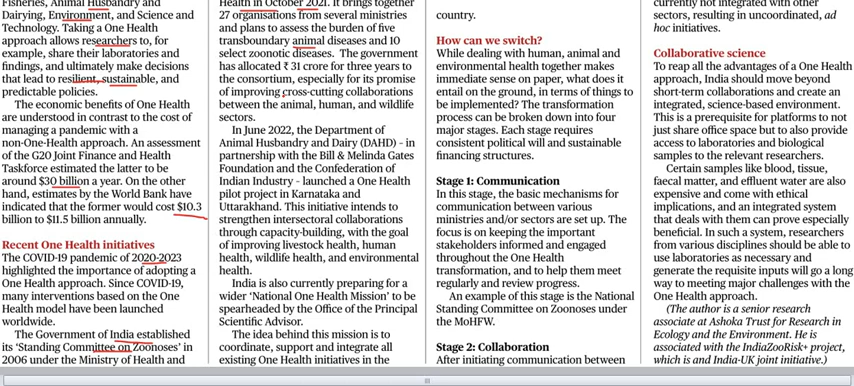 Fisheries, Animal Husbandry and
Dairying, Environment, and Science and
Technology. Taking a One Health
approach allows researchers to, for
example, share their laboratories and
findings, and ultimately make decisions
that lead to resilient, sustainable, and
predictable policies.
The economic benefits of One Health
are understood in contrast to the cost of
managing a pandemic with a
non-One-Health approach. An assessment
of the G20 Joint Finance and Health
Taskforce estimated the latter to be
around $30 billion a year. On the other
hand, estimates by the World Bank have
indicated that the former would cost $10.3
billion to $11.5 billion annually.
Recent One Health initiatives
The COVID-19 pandemic of 2020-2023
highlighted the importance of adopting a
One Health approach. Since COVID-19,
many interventions based on the One
Health model have been launched
worldwide.
The Government of India established
its 'Standing Committee on Zoonoses' in
2006 under the Ministry of Health and
Health in October 2021. It brings together
27 organisations from several ministries
and plans to assess the burden of five
transboundary animal diseases and 10
select zoonotic diseases. The government
has allocated ₹ 31 crore for three years to
the consortium, especially for its promise
of improving cross-cutting collaborations
between the animal, human, and wildlife
sectors.
In June 2022, the Department of
Animal Husbandry and Dairy (DAHD) – in
partnership with the Bill & Melinda Gates
Foundation and the Confederation of
Indian Industry – launched a One Health
pilot project in Karnataka and
Uttarakhand. This initiative intends to
strengthen intersectoral collaborations
through capacity-building, with the goal
of improving livestock health, human
health, wildlife health, and environmental
health.
India is also currently preparing for a
wider 'National One Health Mission' to be
spearheaded by the Office of the Principal
Scientific Advisor.
The idea behind this mission is to
coordinate, support and integrate all
existing One Health initiatives in the
country.
How can we switch?
While dealing with human, animal and
environmental health together makes
immediate sense on paper, what does it
entail on the ground, in terms of things to
be implemented? The transformation
process can be broken down into four
major stages. Each stage requires
consistent political will and sustainable
financing structures.
Stage 1: Communication
In this stage, the basic mechanisms for
communication between various
ministries and/or sectors are set up. The
focus is on keeping the important
stakeholders informed and engaged
throughout the One Health
transformation, and to help them meet
regularly and review progress.
An example of this stage is the National
Standing Committee on Zoonoses under
the MoHFW.
Stage 2: Collaboration
After initiating communication between
currently not integrated with other
sectors, resulting in uncoordinated, ad
hoc initiatives.
Collaborative science
To reap all the advantages of a One Health
approach, India should move beyond
short-term collaborations and create an
integrated, science-based environment.
This is a prerequisite for platforms to not
just share office space but to also provide
access to laboratories and biological
samples to the relevant researchers.
Certain samples like blood, tissue,
faecal matter, and effluent water are also
expensive and come with ethical
implications, and an integrated system
that deals with them can prove especially
beneficial. In such a system, researchers
from various disciplines should be able to
use laboratories as necessary and
generate the requisite inputs will go a long
way to meeting major challenges with the
One Health approach.
(The author is a senior research
associate at Ashoka Trust for Research in
Ecology and the Environment. He is
associated with the IndiaZooRisk+ project,
which is and India-UK joint initiative.)